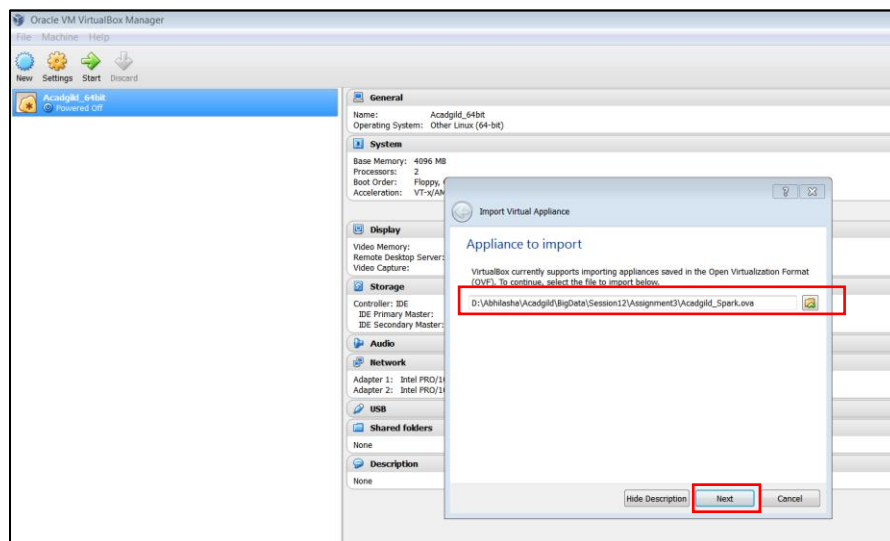 Oracle VM VirtualBox Manager
File Machine Help
New Settings Start Discard
Acadgild_64bit
Powered Off
General
Name: Acadgild_64bit
Operating System: Other Linux (64-bit)
System
Base Memory: 4096 MB
Processors: 2
Boot Order: Floppy,
Acceleration: VT-x/AM
Display
Video Memory:
Remote Desktop Server:
Video Capture:
Storage
Controller: IDE
IDE Primary Master:
IDE Secondary Master:
Audio
Network
Adapter 1: Intel PRO/10
Adapter 2: Intel PRO/10
USB
Shared folders
None
Description
None
Import Virtual Appliance
Appliance to import
VirtualBox currently supports importing appliances saved in the Open Virtualization Format
(OVF). To continue, select the file to import below.
D:\Abhilasha\Acadgild\BigData\Session12\Assignment3\Acadgild_Spark.ova
Hide Description Next Cancel